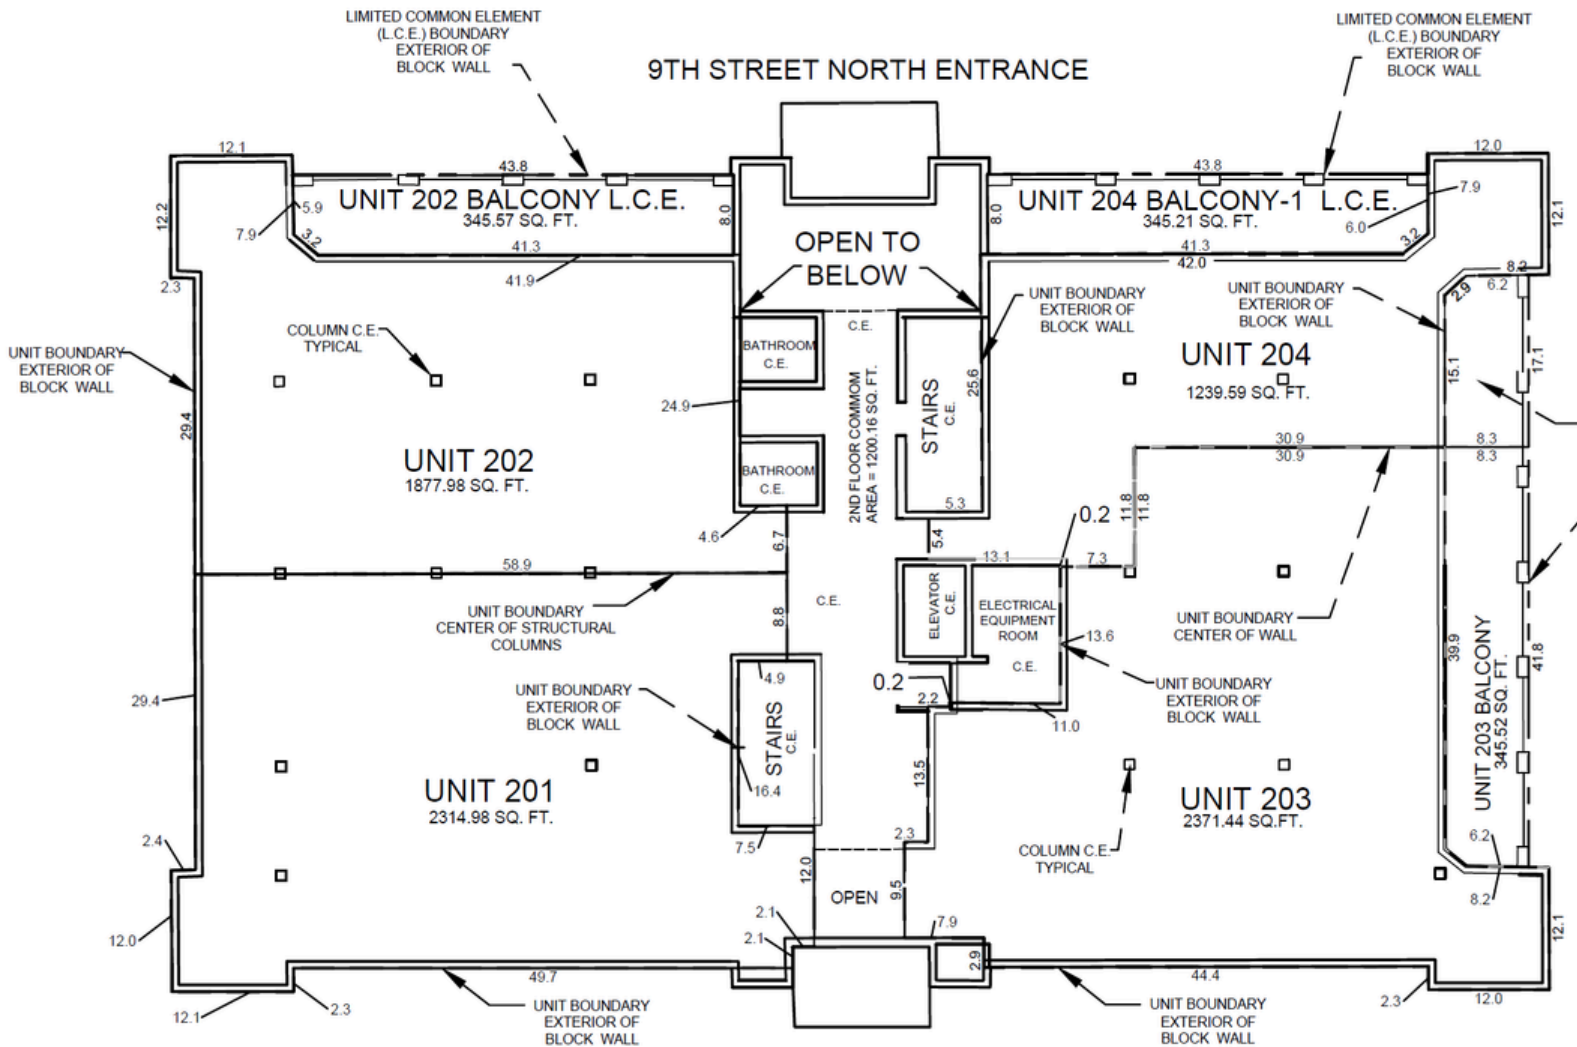 LIMITED COMMON ELEMENT
(L.C.E.) BOUNDARY
EXTERIOR OF
BLOCK WALL
9TH STREET NORTH ENTRANCE
LIMITED COMMON ELEMENT
(L.C.E.) BOUNDARY
EXTERIOR OF
BLOCK WALL
12.1
43.8
43.8
12.0
UNIT 202 BALCONY L.C.E.
345.57 SQ. FT.
UNIT 204 BALCONY-1 L.C.E.
345.21 SQ. FT.
12.2
7.9
5.9
3.2
8.0
8.0
7.9
6.0
3.2
12.1
41.3
41.9
41.3
42.0
OPEN TO
BELOW
2.3
8.2
6.2
2.9
UNIT BOUNDARY
EXTERIOR OF
BLOCK WALL
UNIT BOUNDARY
EXTERIOR OF
BLOCK WALL
COLUMN C.E.
TYPICAL
C.E.
UNIT BOUNDARY
EXTERIOR OF
BLOCK WALL
BATHROOM
C.E.
UNIT 204
1239.59 SQ. FT.
25.6
15.1
17.1
24.9
29.4
STAIRS
C.E.
2ND FLOOR COMMOM
AREA = 1200.16 SQ. FT.
30.9
30.9
8.3
8.3
UNIT 202
1877.98 SQ. FT.
BATHROOM
C.E.
4.6
6.7
5.3
5.4
0.2
11.8
11.8
13.1
7.3
58.9
UNIT BOUNDARY
CENTER OF STRUCTURAL
COLUMNS
8.8
C.E.
ELEVATOR
C.E.
ELECTRICAL
EQUIPMENT
ROOM
C.E.
13.6
UNIT BOUNDARY
CENTER OF WALL
39.9
41.8
29.4
UNIT BOUNDARY
EXTERIOR OF
BLOCK WALL
4.9
0.2
2.2
11.0
UNIT BOUNDARY
EXTERIOR OF
BLOCK WALL
UNIT 203 BALCONY
345.52 SQ. FT.
STAIRS
C.E.
16.4
13.5
UNIT 201
2314.98 SQ. FT.
UNIT 203
2371.44 SQ.FT.
2.4
7.5
2.3
12.0
9.5
OPEN
COLUMN C.E.
TYPICAL
6.2
8.2
12.0
2.1
2.1
7.9
2.9
12.1
49.7
44.4
12.1
2.3
UNIT BOUNDARY
EXTERIOR OF
BLOCK WALL
UNIT BOUNDARY
EXTERIOR OF
BLOCK WALL
2.3
12.0